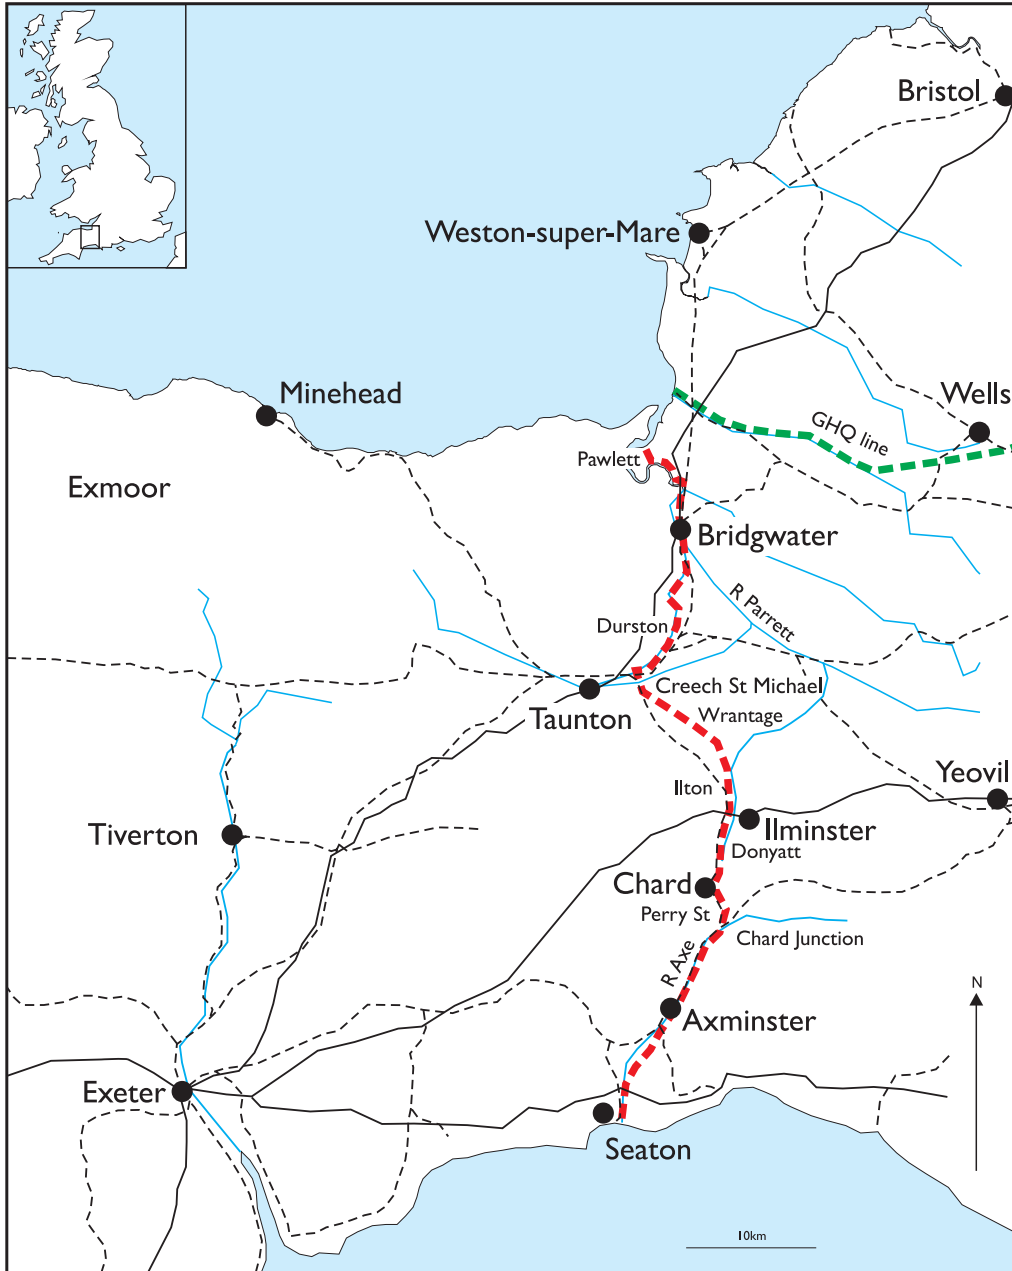 Bristol
Weston-super-Mare
Minehead
Wells
GHQ line
Pawlett
Exmoor
Bridgwater
R Parrett
Durston
Creech St Michael
Taunton
Wrantage
Yeovil
Ilton
Tiverton
Ilminster
Donyatt
Chard
Perry St
Chard Junction
R Axe
N
Axminster
Exeter
Seaton
10km